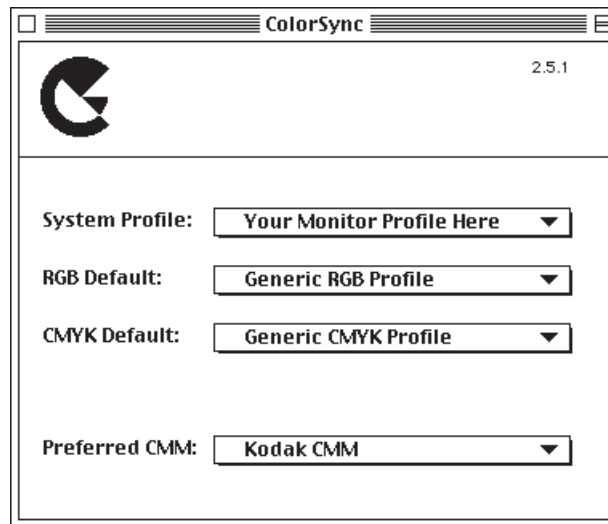 ColorSync
2.5.1
System Profile: Your Monitor Profile Here
RGB Default: Generic RGB Profile
CMYK Default: Generic CMYK Profile
Preferred CMM: Kodak CMM